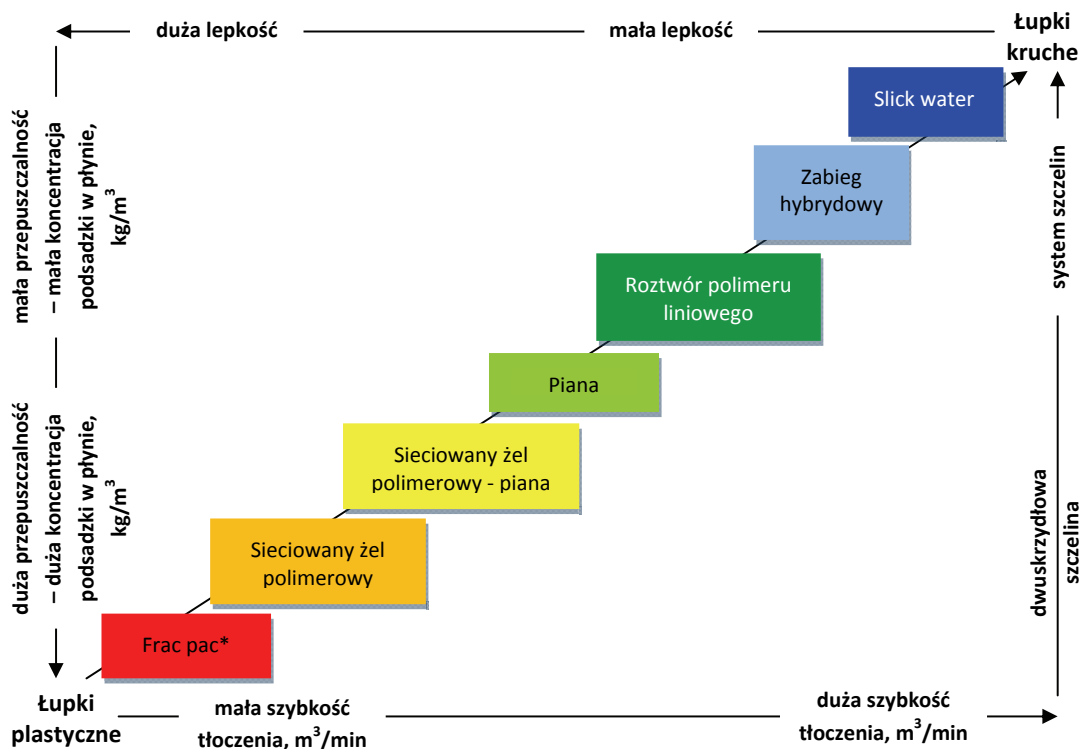 duża lepkość
mała lepkość
Łupki
kruche
mała przepuszczalność
– mała koncentracja
podsadzki w płynie,
kg/m³
duża przepuszczalność
– duża koncentracja
podsadzki w płynie,
kg/m³
Slick water
Zabieg
hybrydowy
Roztwór polimeru
liniowego
Piana
Sieciowany żel
polimerowy - piana
Sieciowany żel
polimerowy
Frac pac*
system szczelin
dwuskrzydłowa
szczelina
Łupki
plastyczne
mała szybkość
tłoczenia, m³/min
duża szybkość
tłoczenia, m³/min